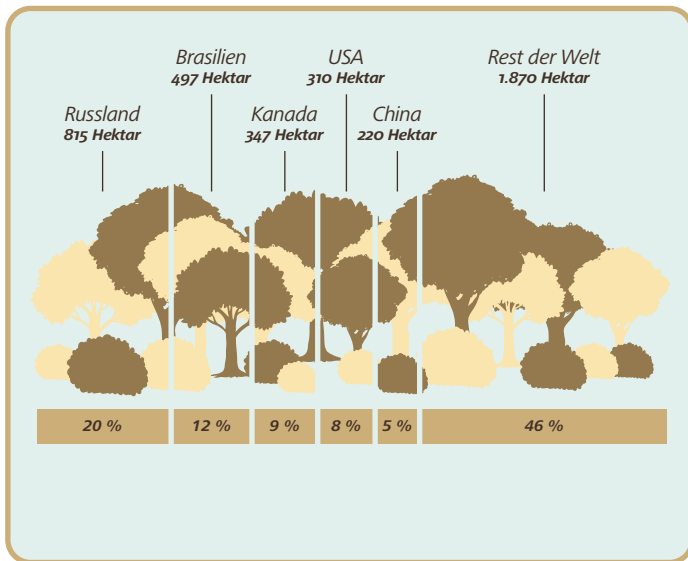 Brasilien
497 Hektar
USA
310 Hektar
Rest der Welt
1.870 Hektar
Russland
815 Hektar
Kanada
347 Hektar
China
220 Hektar
20 %
12 %
9 %
8 %
5 %
46 %